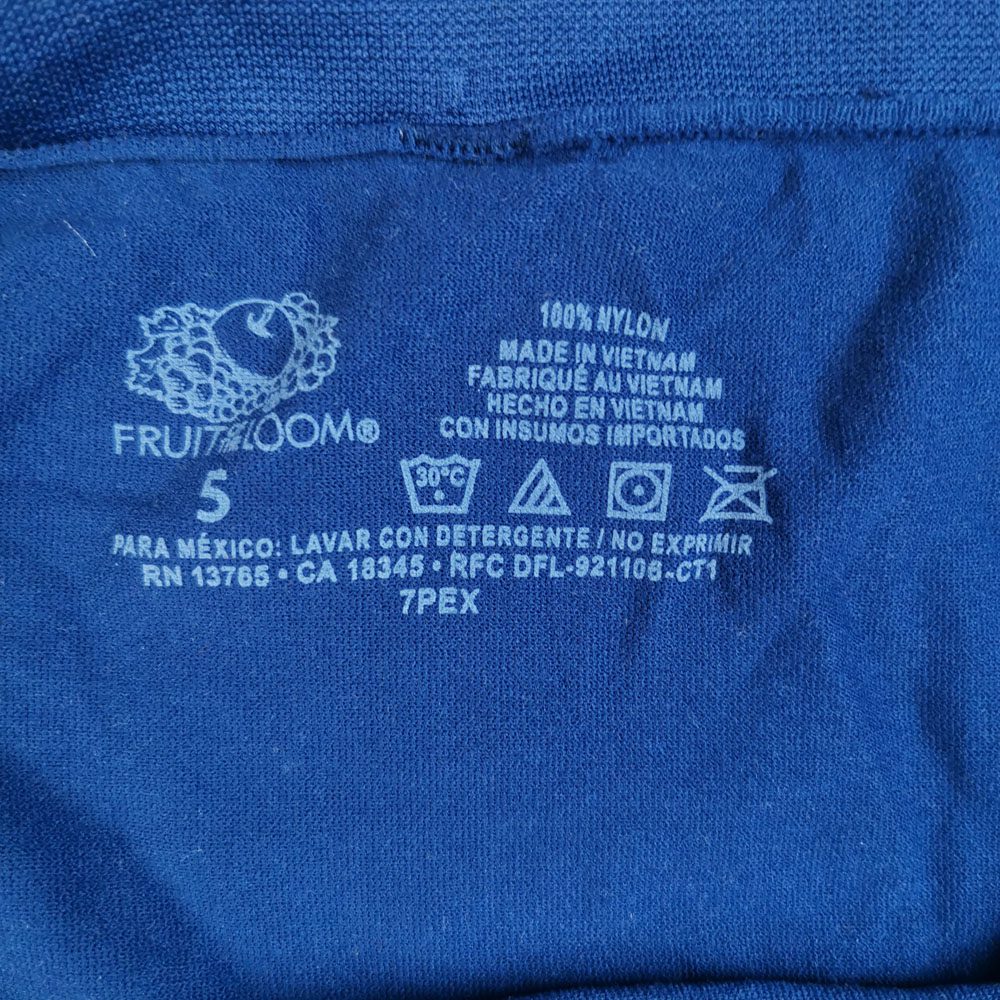 FRUIT OF THE LOOM®
5
100% NYLON
MADE IN VIETNAM
FABRIQUÉ AU VIETNAM
HECHO EN VIETNAM
CON INSUMOS IMPORTADOS
30°C
PARA MÉXICO: LAVAR CON DETERGENTE / NO EXPRIMIR
RN 13765 • CA 18345 • RFC DFL-921106-CT1
7PEX